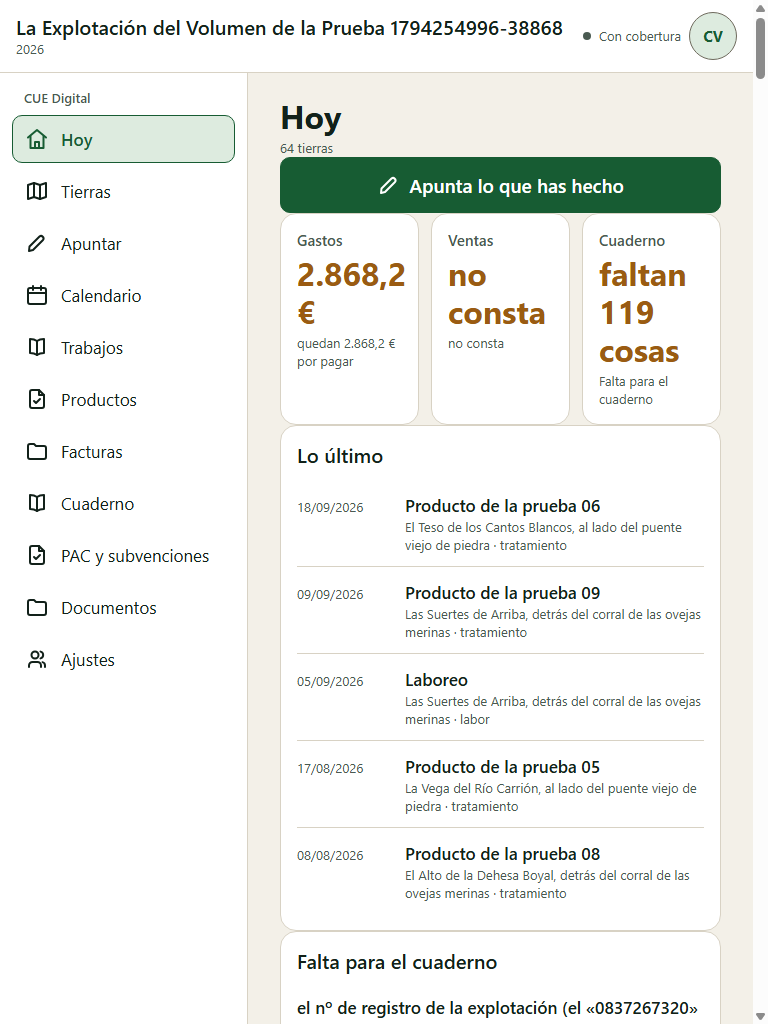 La Explotación del Volumen de la Prueba 1794254996-38868
2026
Con cobertura
CV
CUE Digital
Hoy
Tierras
Apuntar
Calendario
Trabajos
Productos
Facturas
Cuaderno
PAC y subvenciones
Documentos
Ajustes
Hoy
64 tierras
Apunta lo que has hecho
Gastos
2.868,2
€
quedan 2.868,2 €
por pagar
Ventas
no
consta
no consta
Cuaderno
faltan
119
cosas
Falta para el
cuaderno
Lo último
18/09/2026
Producto de la prueba 06
El Teso de los Cantos Blancos, al lado del puente
viejo de piedra · tratamiento
09/09/2026
Producto de la prueba 09
Las Suertes de Arriba, detrás del corral de las ovejas
merinas · tratamiento
05/09/2026
Laboreo
Las Suertes de Arriba, detrás del corral de las ovejas
merinas · labor
17/08/2026
Producto de la prueba 05
La Vega del Río Carrión, al lado del puente viejo de
piedra · tratamiento
08/08/2026
Producto de la prueba 08
El Alto de la Dehesa Boyal, detrás del corral de las
ovejas merinas · tratamiento
Falta para el cuaderno
el nº de registro de la explotación (el «0837267320»